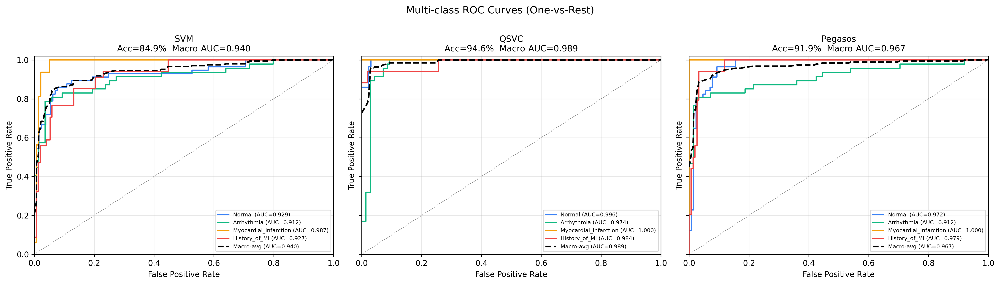 Multi-class ROC Curves (One-vs-Rest)
SVM
Acc=84.9%  Macro-AUC=0.940
True Positive Rate
1.0
0.8
0.6
0.4
0.2
0.0
0.0 0.2 0.4 0.6 0.8 1.0
False Positive Rate
Normal (AUC=0.929)
Arrhythmia (AUC=0.912)
Myocardial_Infarction (AUC=0.987)
History_of_MI (AUC=0.927)
Macro-avg (AUC=0.940)
QSVC
Acc=94.6%  Macro-AUC=0.989
True Positive Rate
0.0 0.2 0.4 0.6 0.8 1.0
False Positive Rate
Normal (AUC=0.996)
Arrhythmia (AUC=0.974)
Myocardial_Infarction (AUC=1.000)
History_of_MI (AUC=0.984)
Macro-avg (AUC=0.989)
Pegasos
Acc=91.9%  Macro-AUC=0.967
True Positive Rate
0.0 0.2 0.4 0.6 0.8 1.0
False Positive Rate
Normal (AUC=0.972)
Arrhythmia (AUC=0.912)
Myocardial_Infarction (AUC=1.000)
History_of_MI (AUC=0.979)
Macro-avg (AUC=0.967)